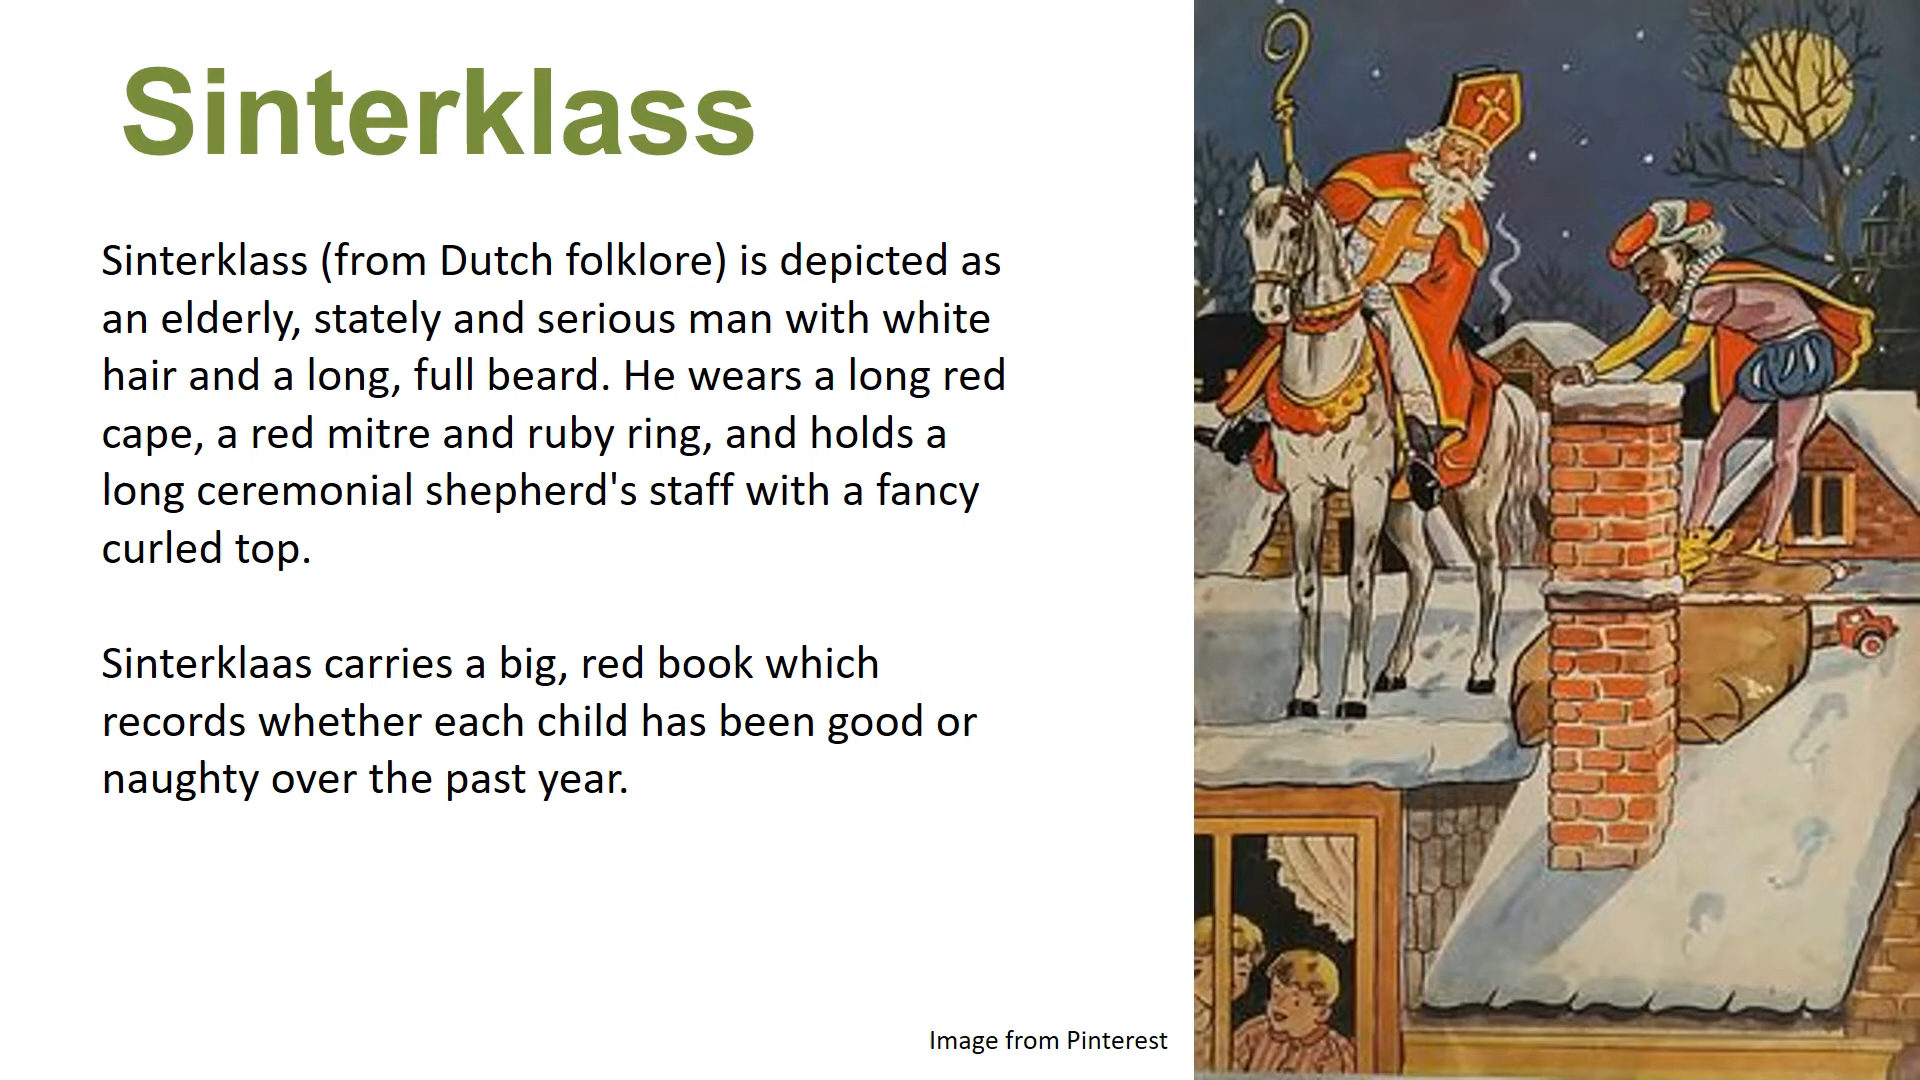 Sinterklass
Sinterklass (from Dutch folklore) is depicted as
an elderly, stately and serious man with white
hair and a long, full beard. He wears a long red
cape, a red mitre and ruby ring, and holds a
long ceremonial shepherd's staff with a fancy
curled top.
Sinterklaas carries a big, red book which
records whether each child has been good or
naughty over the past year.
Image from Pinterest